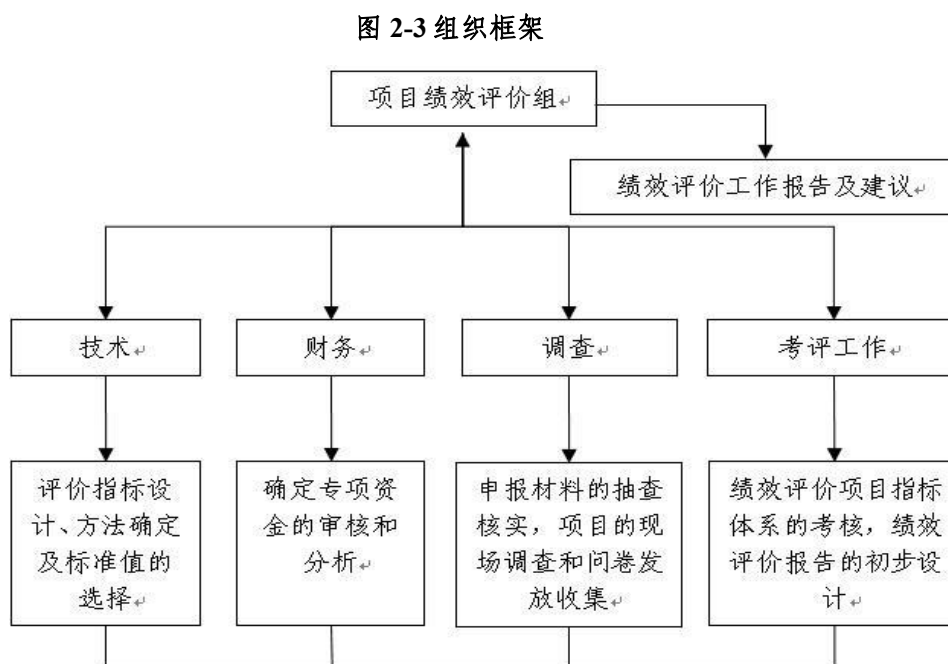 图 2-3 组织框架
项目绩效评价组
绩效评价工作报告及建议
技术
财务
调查
考评工作
评价指标设
计、方法确定
及标准值的
选择
确定专项资
金的审核和
分析
申报材料的抽查
核实，项目的现
场调查和问卷发
放收集
绩效评价项目指标
体系的考核，绩效
评价报告的初步设
计